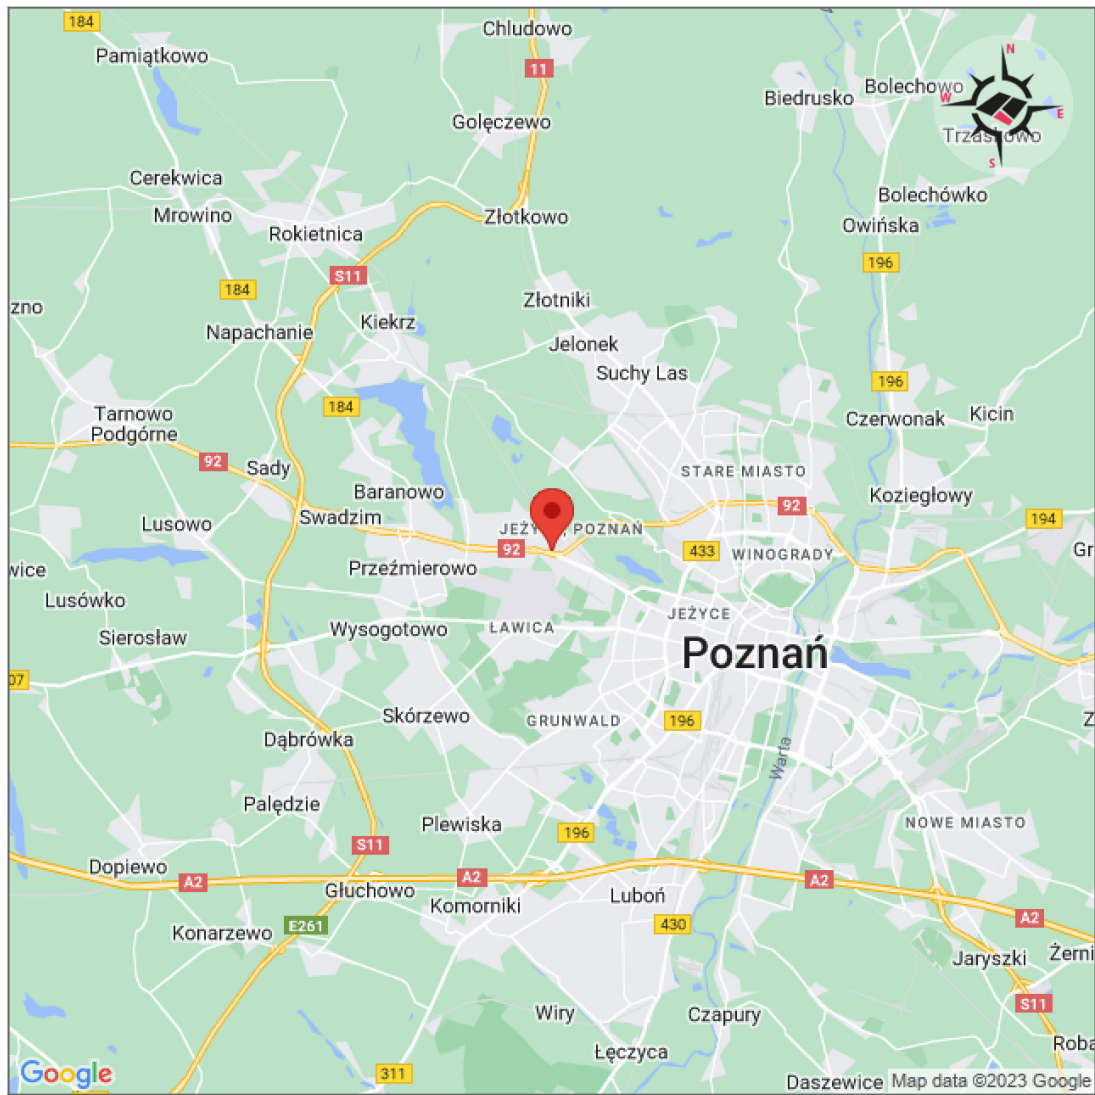 184
Chludowo
Pamiątkowo
11
N
Bolechowo
Biedrusko
W
E
Golęczewo
Trzaskowo
S
Cerekwica
Bolechówko
Mrowino
Złotkowo
Owińska
Rokietnica
196
S11
184
Złotniki
zno
Kiekrz
Napachanie
Jelonek
Suchy Las
196
184
Tarnowo
Podgórne
Czerwonak
Kicin
92
Sady
STARE MIASTO
Baranowo
Koziegłowy
92
Swadzim
194
Lusowo
JEŻY
, POZNAŃ
92
433
WINOGRADY
Gr
Przeźmierowo
wice
Lusówko
JEŻYCE
Sierosław
Wysogotowo
ŁAWICA
Poznań
07
Skórzewo
GRUNWALD
196
Z
Dąbrówka
Warta
Palędzie
Plewiska
196
NOWE MIASTO
S11
Dopiewo
A2
A2
A2
Głuchowo
Luboń
Komorniki
A2
E261
430
Konarzewo
Jaryszki
Żerni
S11
Wiry
Czapury
Łęczyca
Roba
Google
311
Daszewice
Map data ©2023 Google